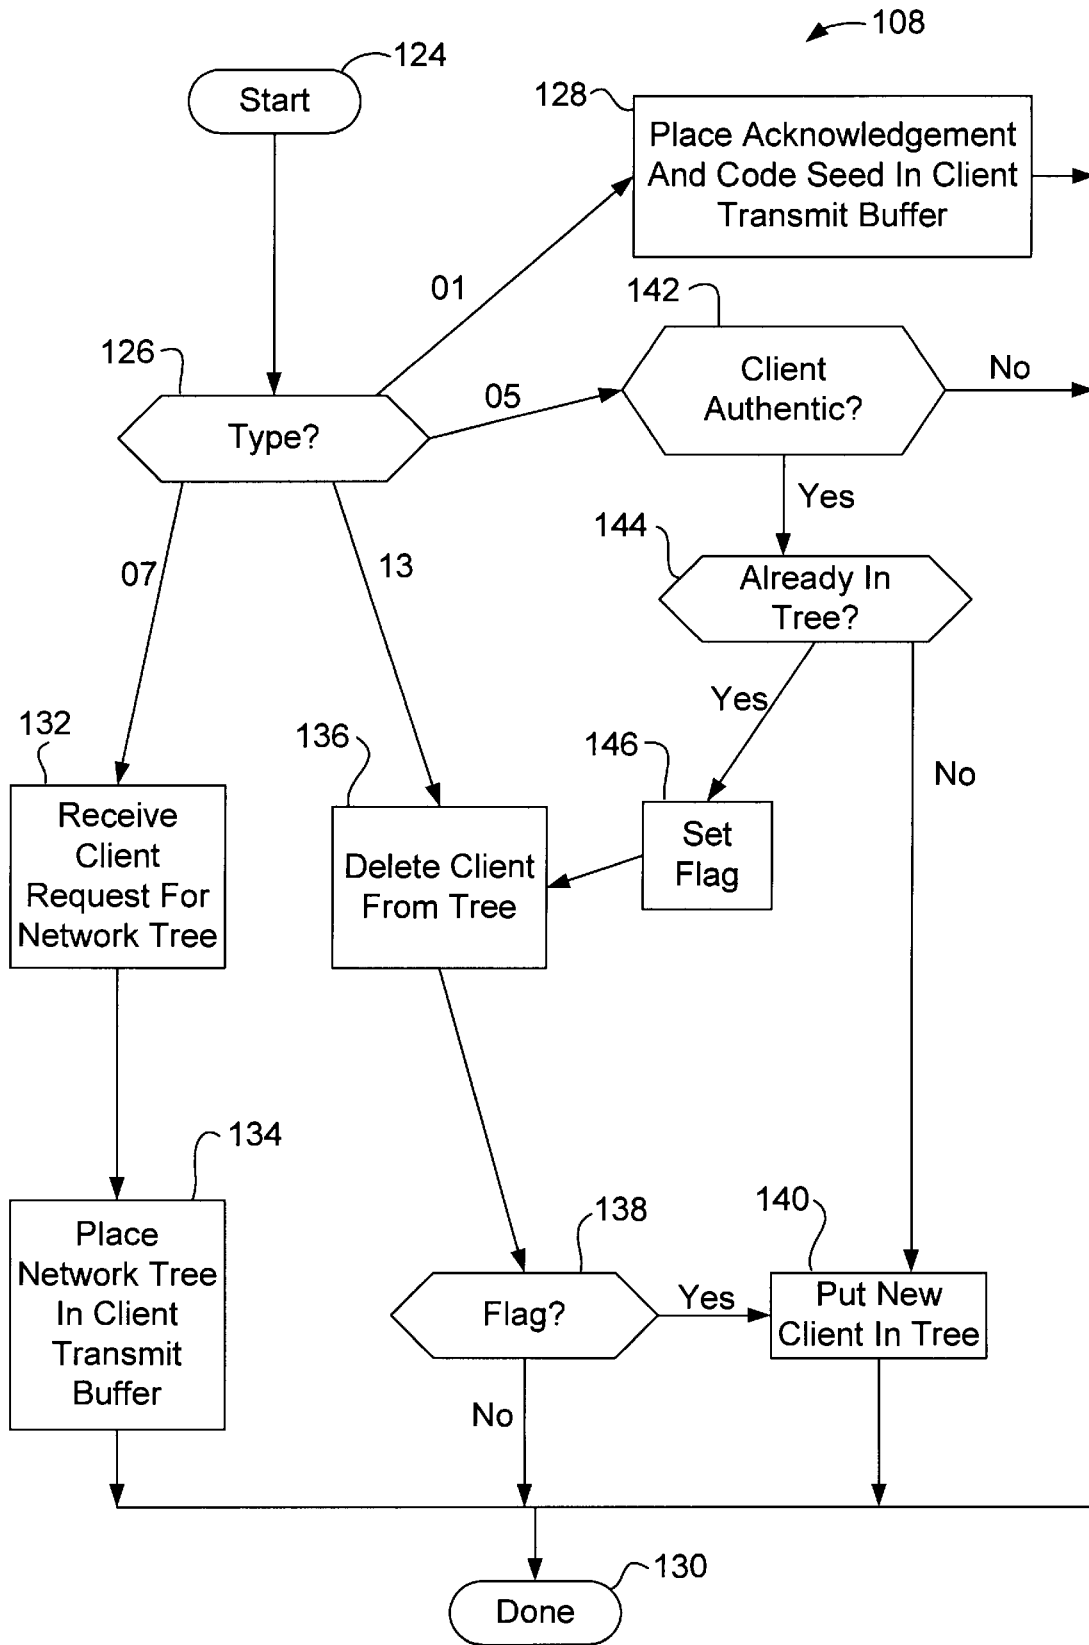 108
124
Start
128
Place Acknowledgement
And Code Seed In Client
Transmit Buffer
01
142
126
Type?
05
Client
Authentic?
No
Yes
07
13
144
Already In
Tree?
Yes
No
132
Receive
Client
Request For
Network Tree
136
Delete Client
From Tree
146
Set
Flag
134
Place
Network Tree
In Client
Transmit
Buffer
138
Flag?
Yes
No
140
Put New
Client In Tree
130
Done